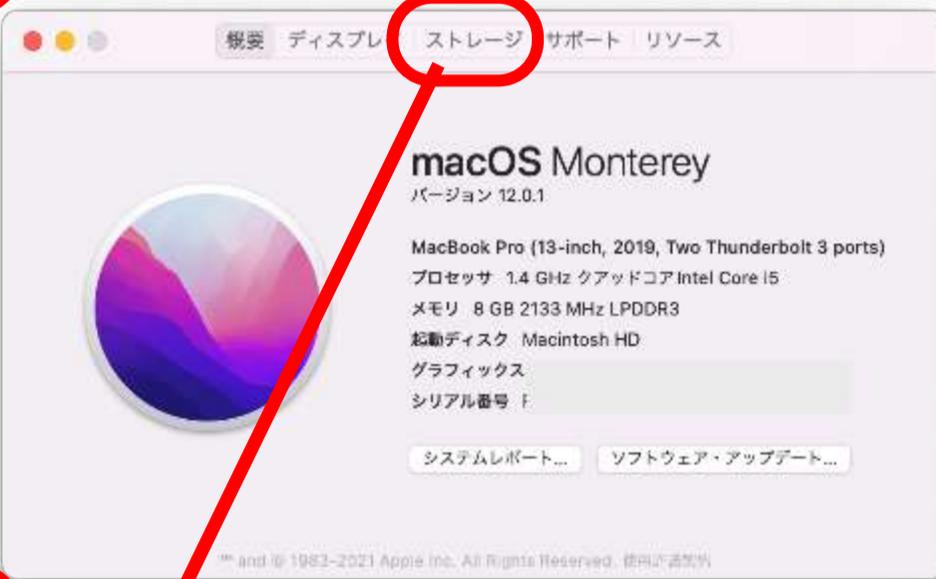 概要 ディスプレ ストレージ サポート リソース
macOS Monterey
バージョン 12.0.1
MacBook Pro (13-inch, 2019, Two Thunderbolt 3 ports)
プロセッサ 1.4 GHz クアッドコアIntel Core i5
メモリ 8 GB 2133 MHz LPDDR3
起動ディスク Macintosh HD
グラフィックス
シリアル番号 F
システムレポート... ソフトウェア・アップデート...
™ and © 1983-2021 Apple Inc. All Rights Reserved.